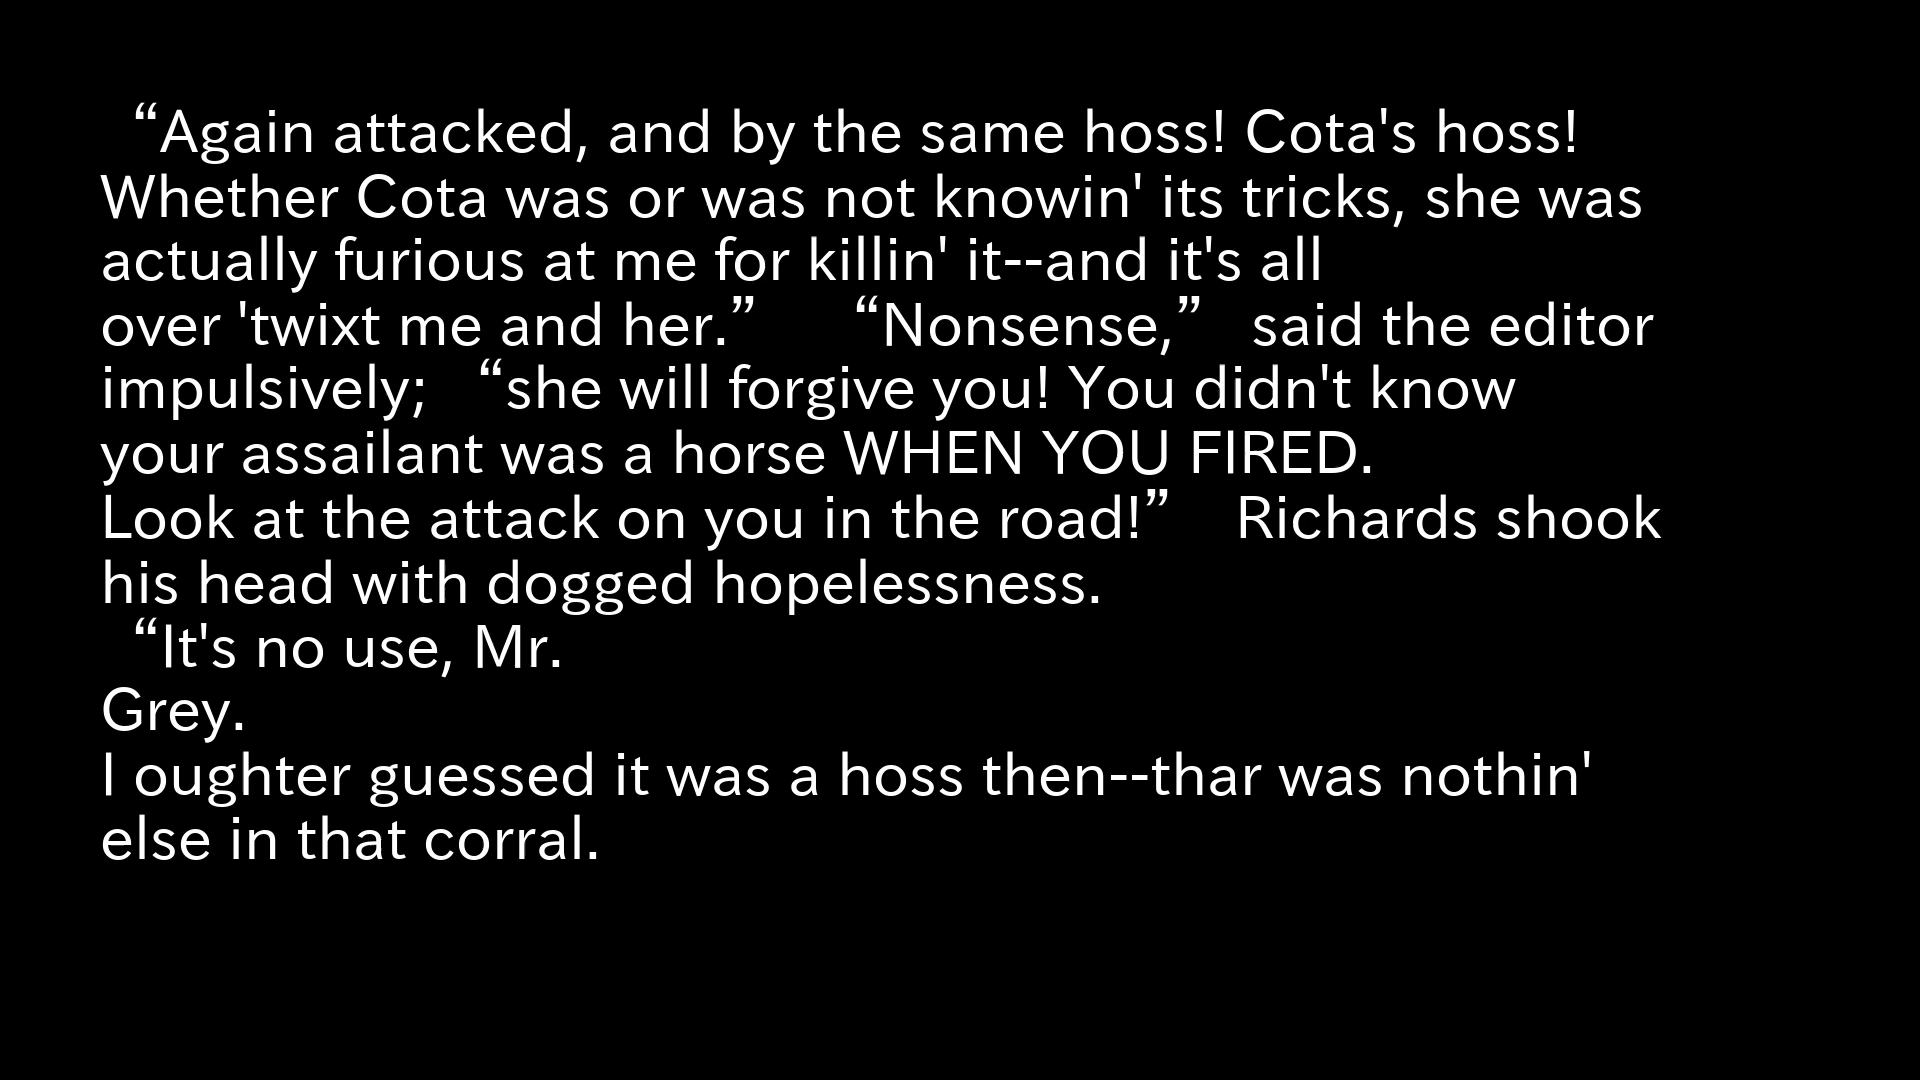 “Again attacked, and by the same hoss! Cota's hoss!
Whether Cota was or was not knowin' its tricks, she was
actually furious at me for killin' it--and it's all
over 'twixt me and her.” “Nonsense,” said the editor
impulsively; “she will forgive you! You didn't know
your assailant was a horse WHEN YOU FIRED.
Look at the attack on you in the road!” Richards shook
his head with dogged hopelessness.
“It's no use, Mr.
Grey.
I oughter guessed it was a hoss then--thar was nothin'
else in that corral.